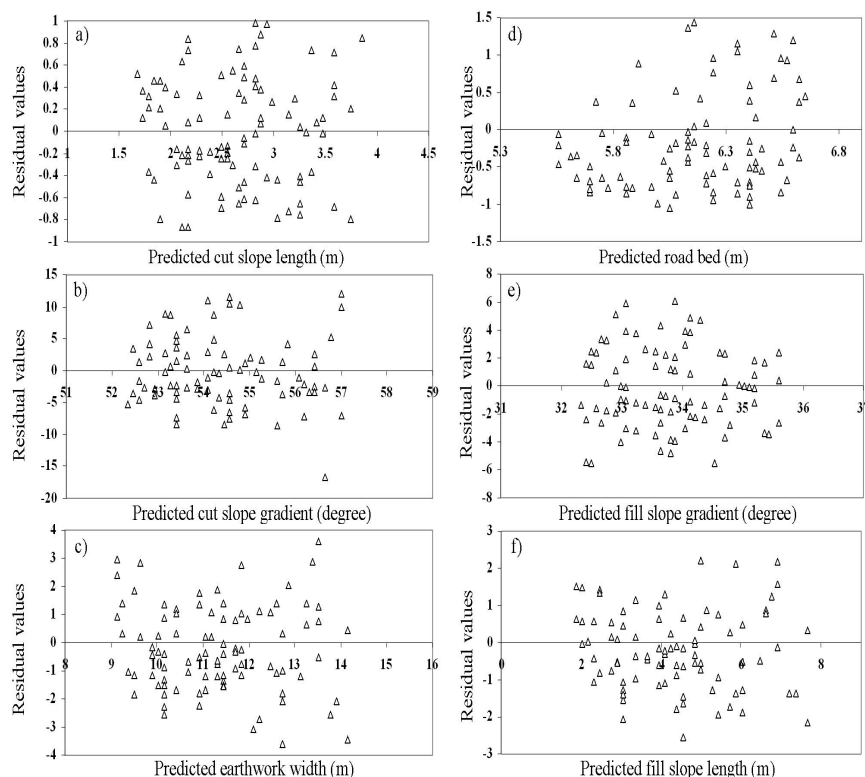 a)
Residual values
1
0.8
0.6
0.4
0.2
0
-0.2
-0.4
-0.6
-0.8
-1
1 1.5 2 2.5 3 3.5 4 4.5
Predicted cut slope length (m)
d)
Residual values
1.5
1
0.5
0
-0.5
-1
-1.5
5.3 5.8 6.3 6.8
Predicted road bed (m)
b)
Residual values
15
10
5
0
-5
-10
-15
-20
51 52 53 54 55 56 57 58 59
Predicted cut slope gradient (degree)
e)
Residual values
8
6
4
2
0
-2
-4
-6
-8
31 32 33 34 35 36 37
Predicted fill slope gradient (degree)
c)
Residual values
4
3
2
1
0
-1
-2
-3
-4
8 9 10 11 12 13 14 15 16
Predicted earthwork width (m)
f)
Residual values
3
2
1
0
-1
-2
-3
0 2 4 6 8
Predicted fill slope length (m)